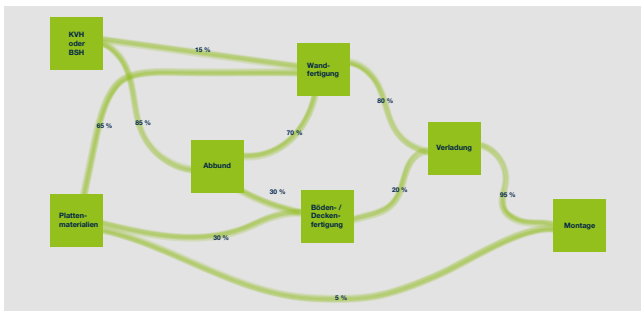 KVH
oder
BSH
15 %
Wand-
fertigung
65 %
85 %
80 %
70 %
Abbund
Verladung
30 %
20 %
95 %
Platten-
materialien
Böden- /
Decken-
fertigung
30 %
Montage
5 %